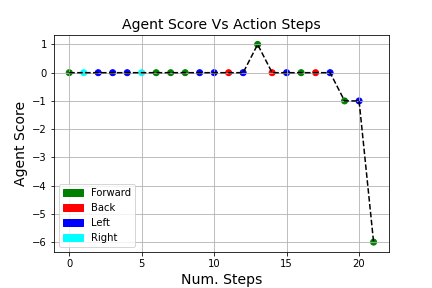 Agent Score Vs Action Steps
1
0
−1
−2
−3
−4
−5
−6
Agent Score
Forward
Back
Left
Right
0 5 10 15 20
Num. Steps